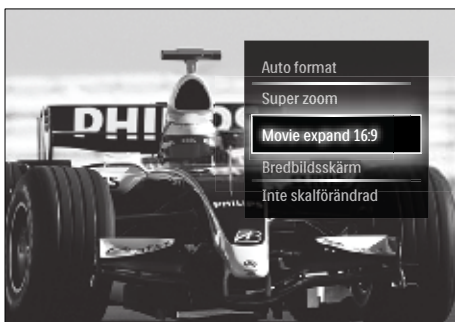 Auto format
Super zoom
Movie expand 16:9
Bredbildsskärm
Inte skalförändrad
PHILIPS